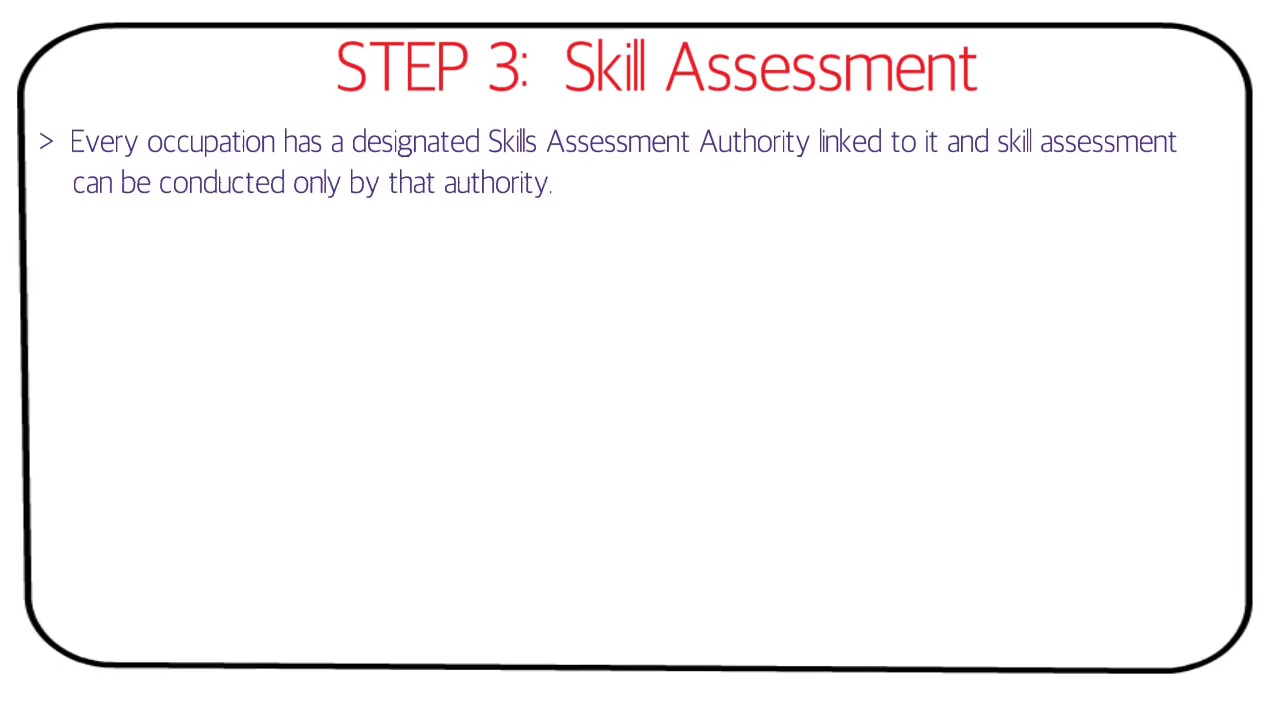 STEP 3: Skill Assessment
> Every occupation has a designated Skills Assessment Authority linked to it and skill assessment
can be conducted only by that authority.